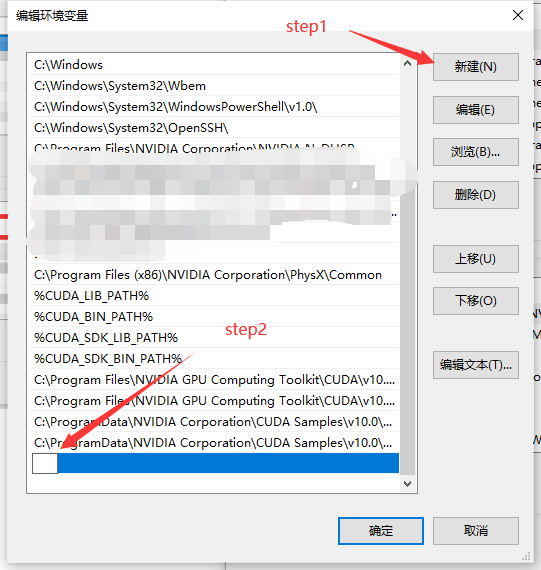 编辑环境变量
step1
C:\Windows
C:\Windows\System32\Wbem
C:\Windows\System32\WindowsPowerShell\v1.0\
C:\Windows\System32\OpenSSH\
C:\Program Files\NVIDIA Corporation\NVIDIA
C:\Program Files (x86)\NVIDIA Corporation\PhysX\Common
%CUDA_LIB_PATH%
%CUDA_BIN_PATH%
%CUDA_SDK_LIB_PATH%
step2
%CUDA_SDK_BIN_PATH%
C:\Program Files\NVIDIA GPU Computing Toolkit\CUDA\v10....
C:\Program Files\NVIDIA GPU Computing Toolkit\CUDA\v10....
C:\ProgramData\NVIDIA Corporation\CUDA Samples\v10.0\...
C:\ProgramData\NVIDIA Corporation\CUDA Samples\v10.0\...
新建(N)
编辑(E)
浏览(B)...
删除(D)
上移(U)
下移(O)
编辑文本(T)...
确定
取消